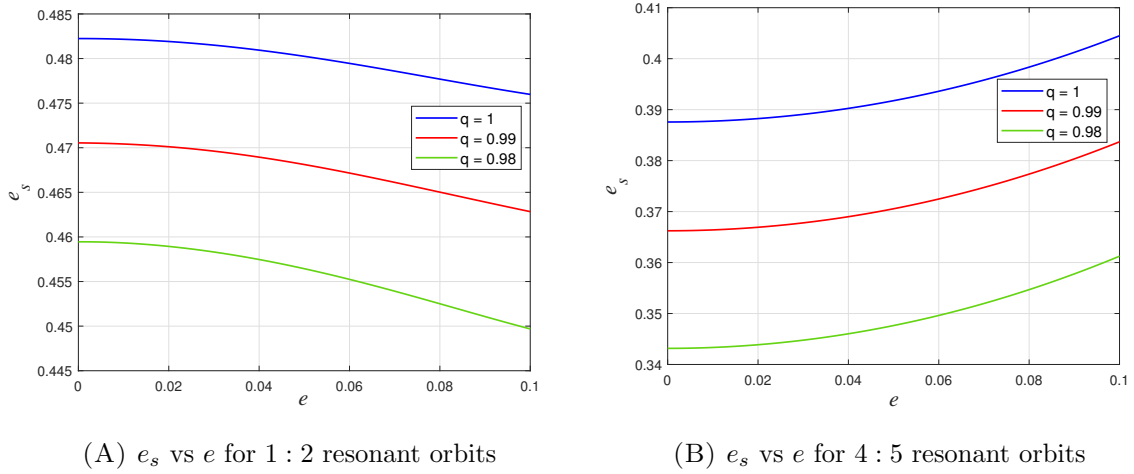 0.485
0.48
0.475
0.47
0.465
0.46
0.455
0.45
0.445
e_s
0
0.02
0.04
0.06
0.08
0.1
e
q = 1
q = 0.99
q = 0.98
(A) e_s vs e for 1 : 2 resonant orbits
0.41
0.4
0.39
0.38
0.37
0.36
0.35
0.34
e_s
0
0.02
0.04
0.06
0.08
0.1
e
q = 1
q = 0.99
q = 0.98
(B) e_s vs e for 4 : 5 resonant orbits